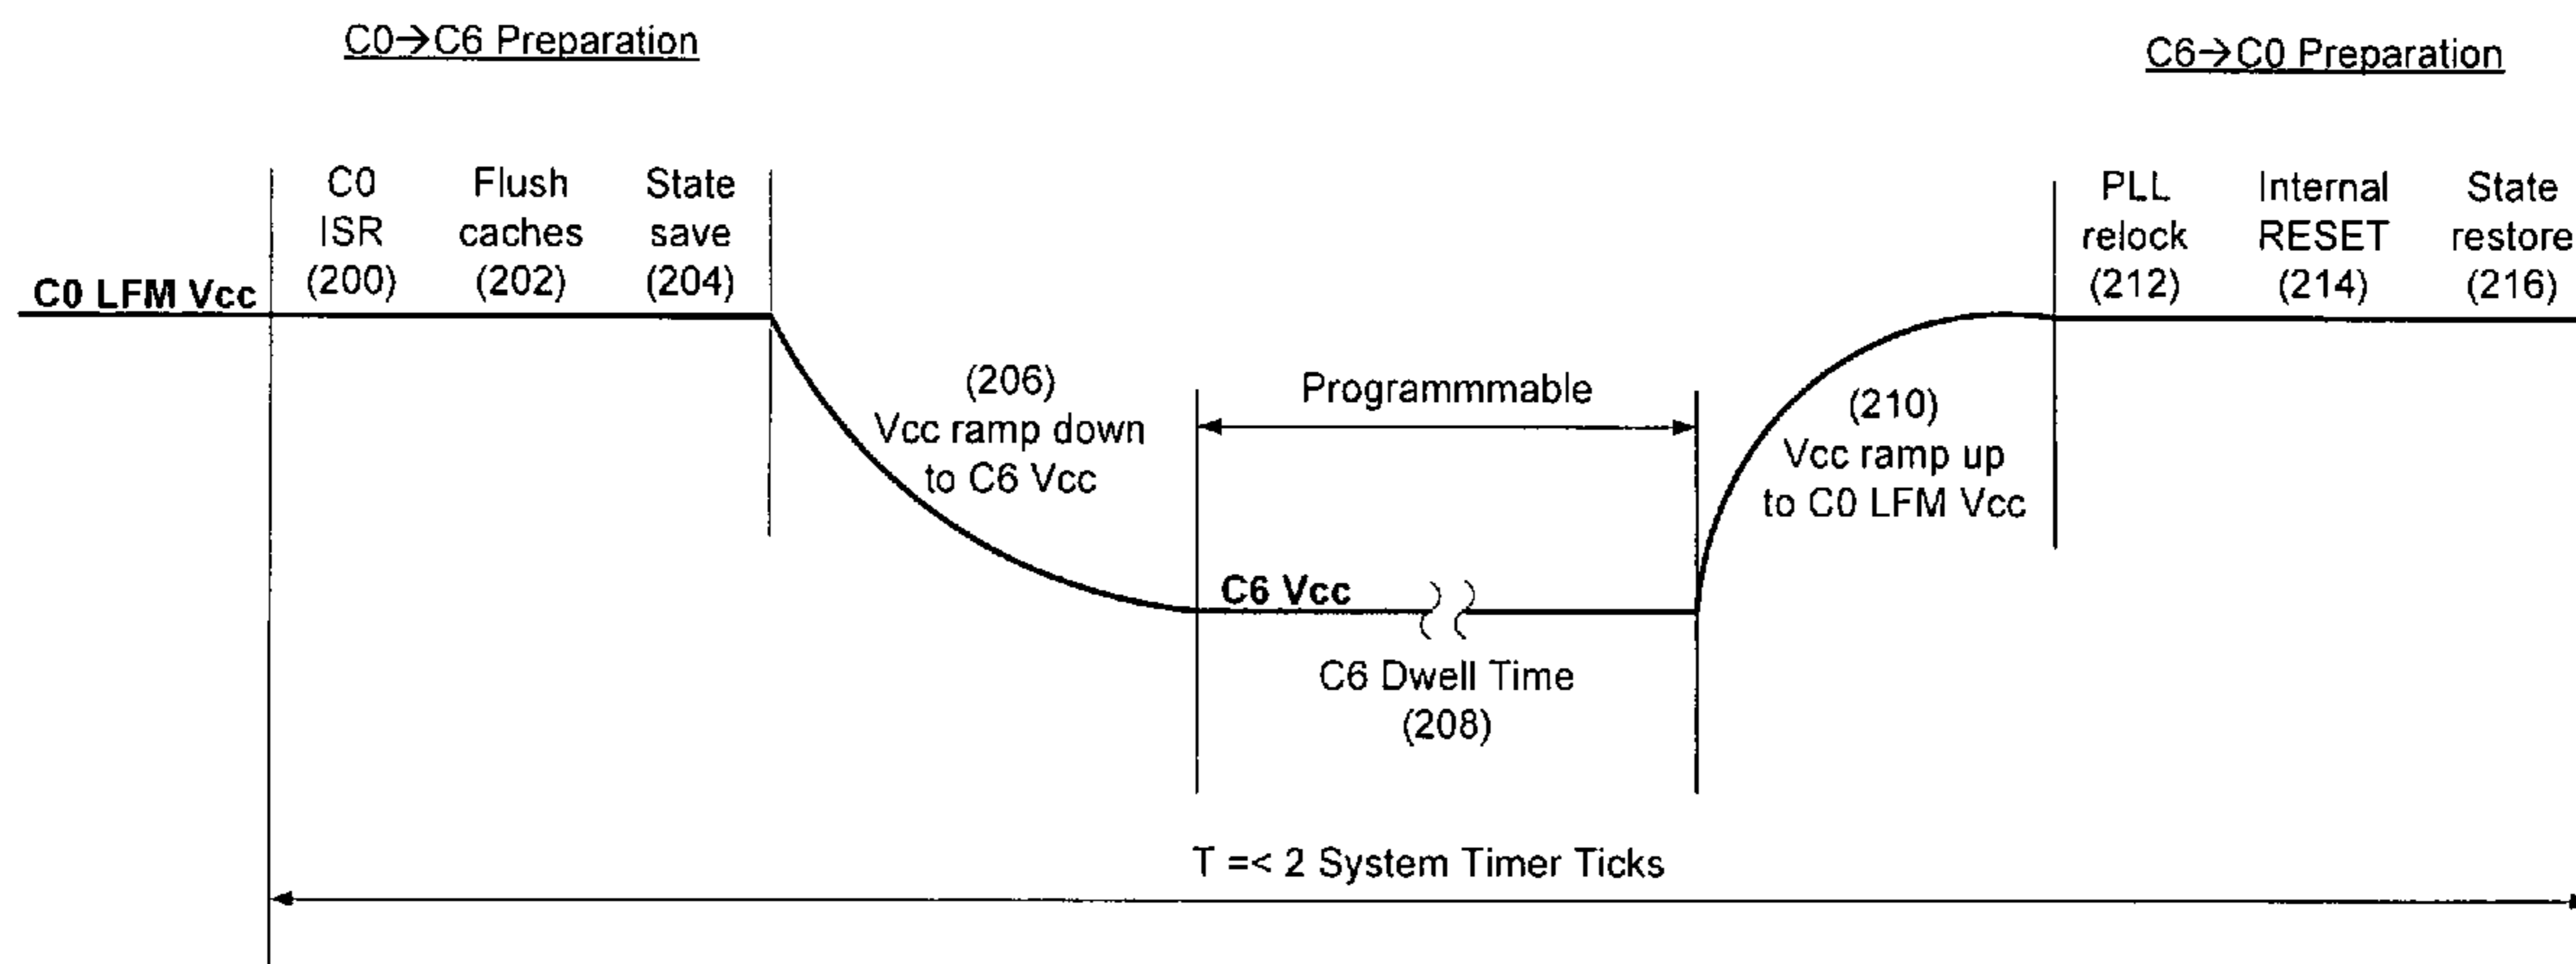 C0→C6 Preparation
C6→C0 Preparation
C0
ISR
(200)
Flush
caches
(202)
State
save
(204)
PLL
relock
(212)
Internal
RESET
(214)
State
restore
(216)
C0 LFM Vcc
(206)
Vcc ramp down
to C6 Vcc
Programmmable
(210)
Vcc ramp up
to C0 LFM Vcc
C6 Vcc
C6 Dwell Time
(208)
T =< 2 System Timer Ticks